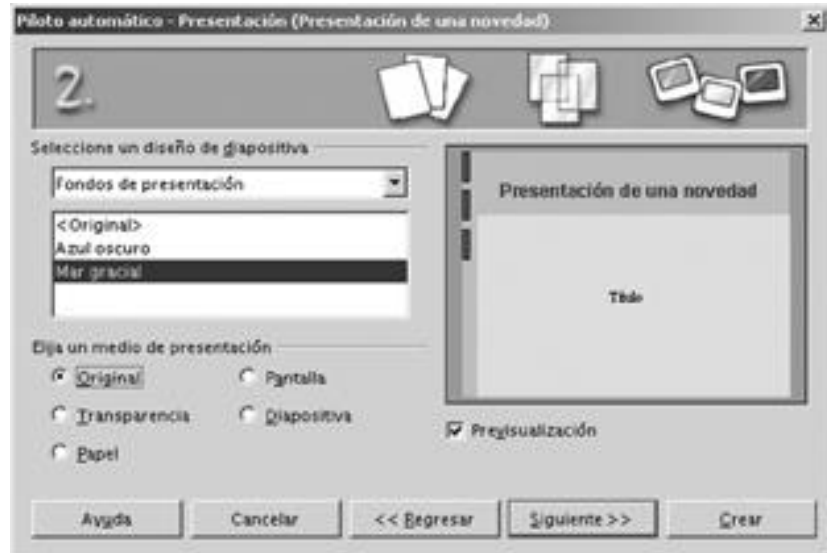 Piloto automático - Presentación (Presentación de una novedad)
2.
Seleccione un diseño de diapositiva
Fondos de presentación
<Original>
Azul oscuro
Mar gracial
Presentación de una novedad
Título
Elija un medio de presentación
Original
Pantalla
Transparencia
Diapositiva
Papel
Previsualización
Ayuda
Cancelar
<< Regresar
Siguiente >>
Crear